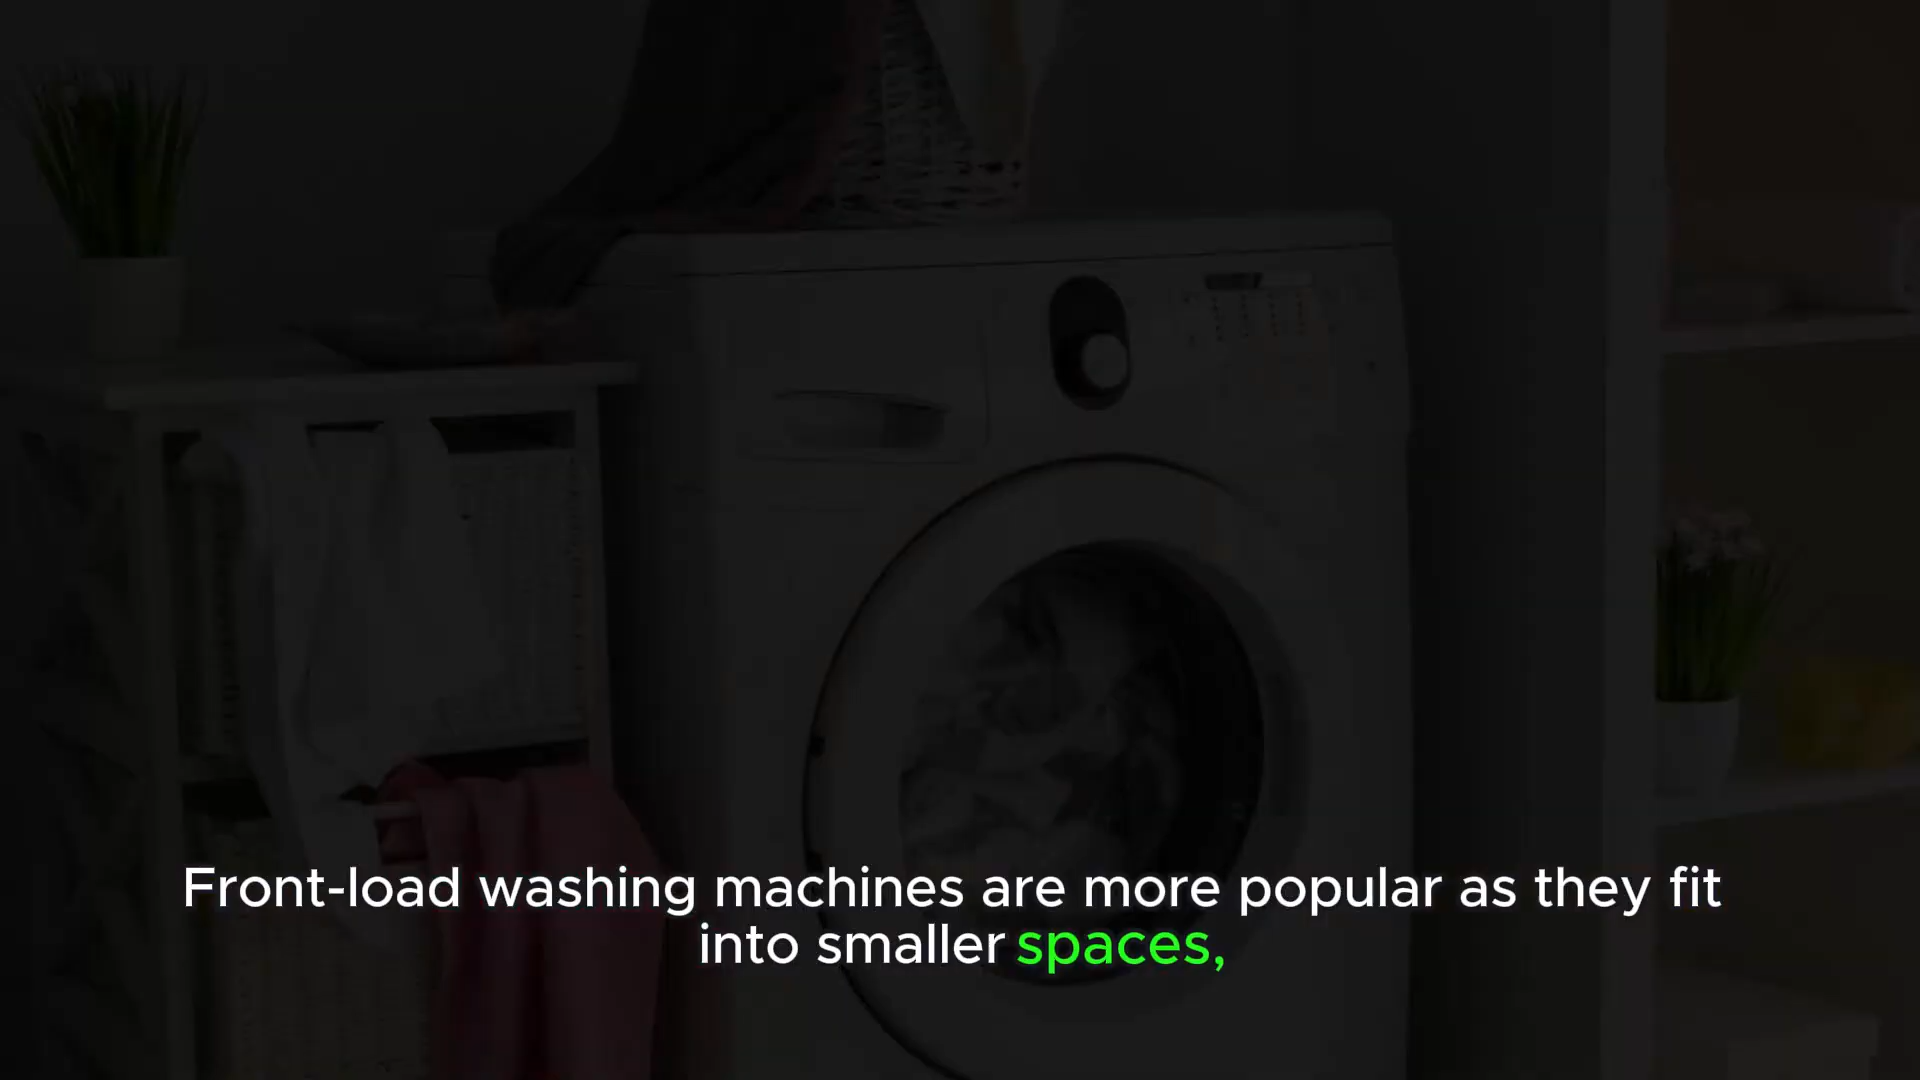 Front-load washing machines are more popular as they fit
into smaller spaces,